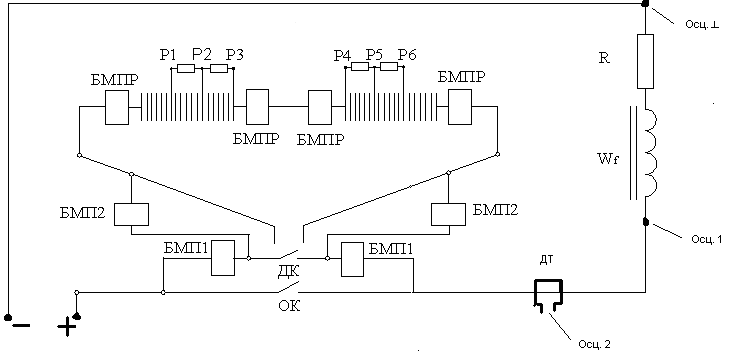 Осц.⊥
P1 P2 P3
P4 P5 P6
R
БМПР
БМПР
БМПР
БМПР
Wf
БМП2
БМП2
БМП1
БМП1
Осц. 1
ДК
ДТ
ОК
− +
Осц. 2